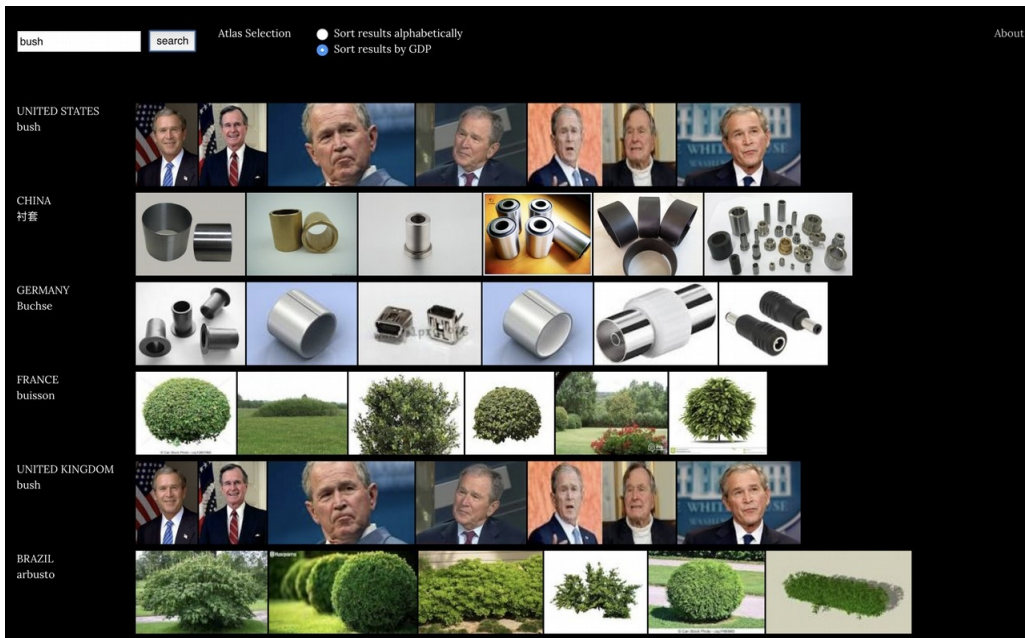 bush
search
Atlas Selection
Sort results alphabetically
Sort results by GDP
About
UNITED STATES
bush
CHINA
衬套
GERMANY
Buchse
FRANCE
buisson
UNITED KINGDOM
bush
BRAZIL
arbusto